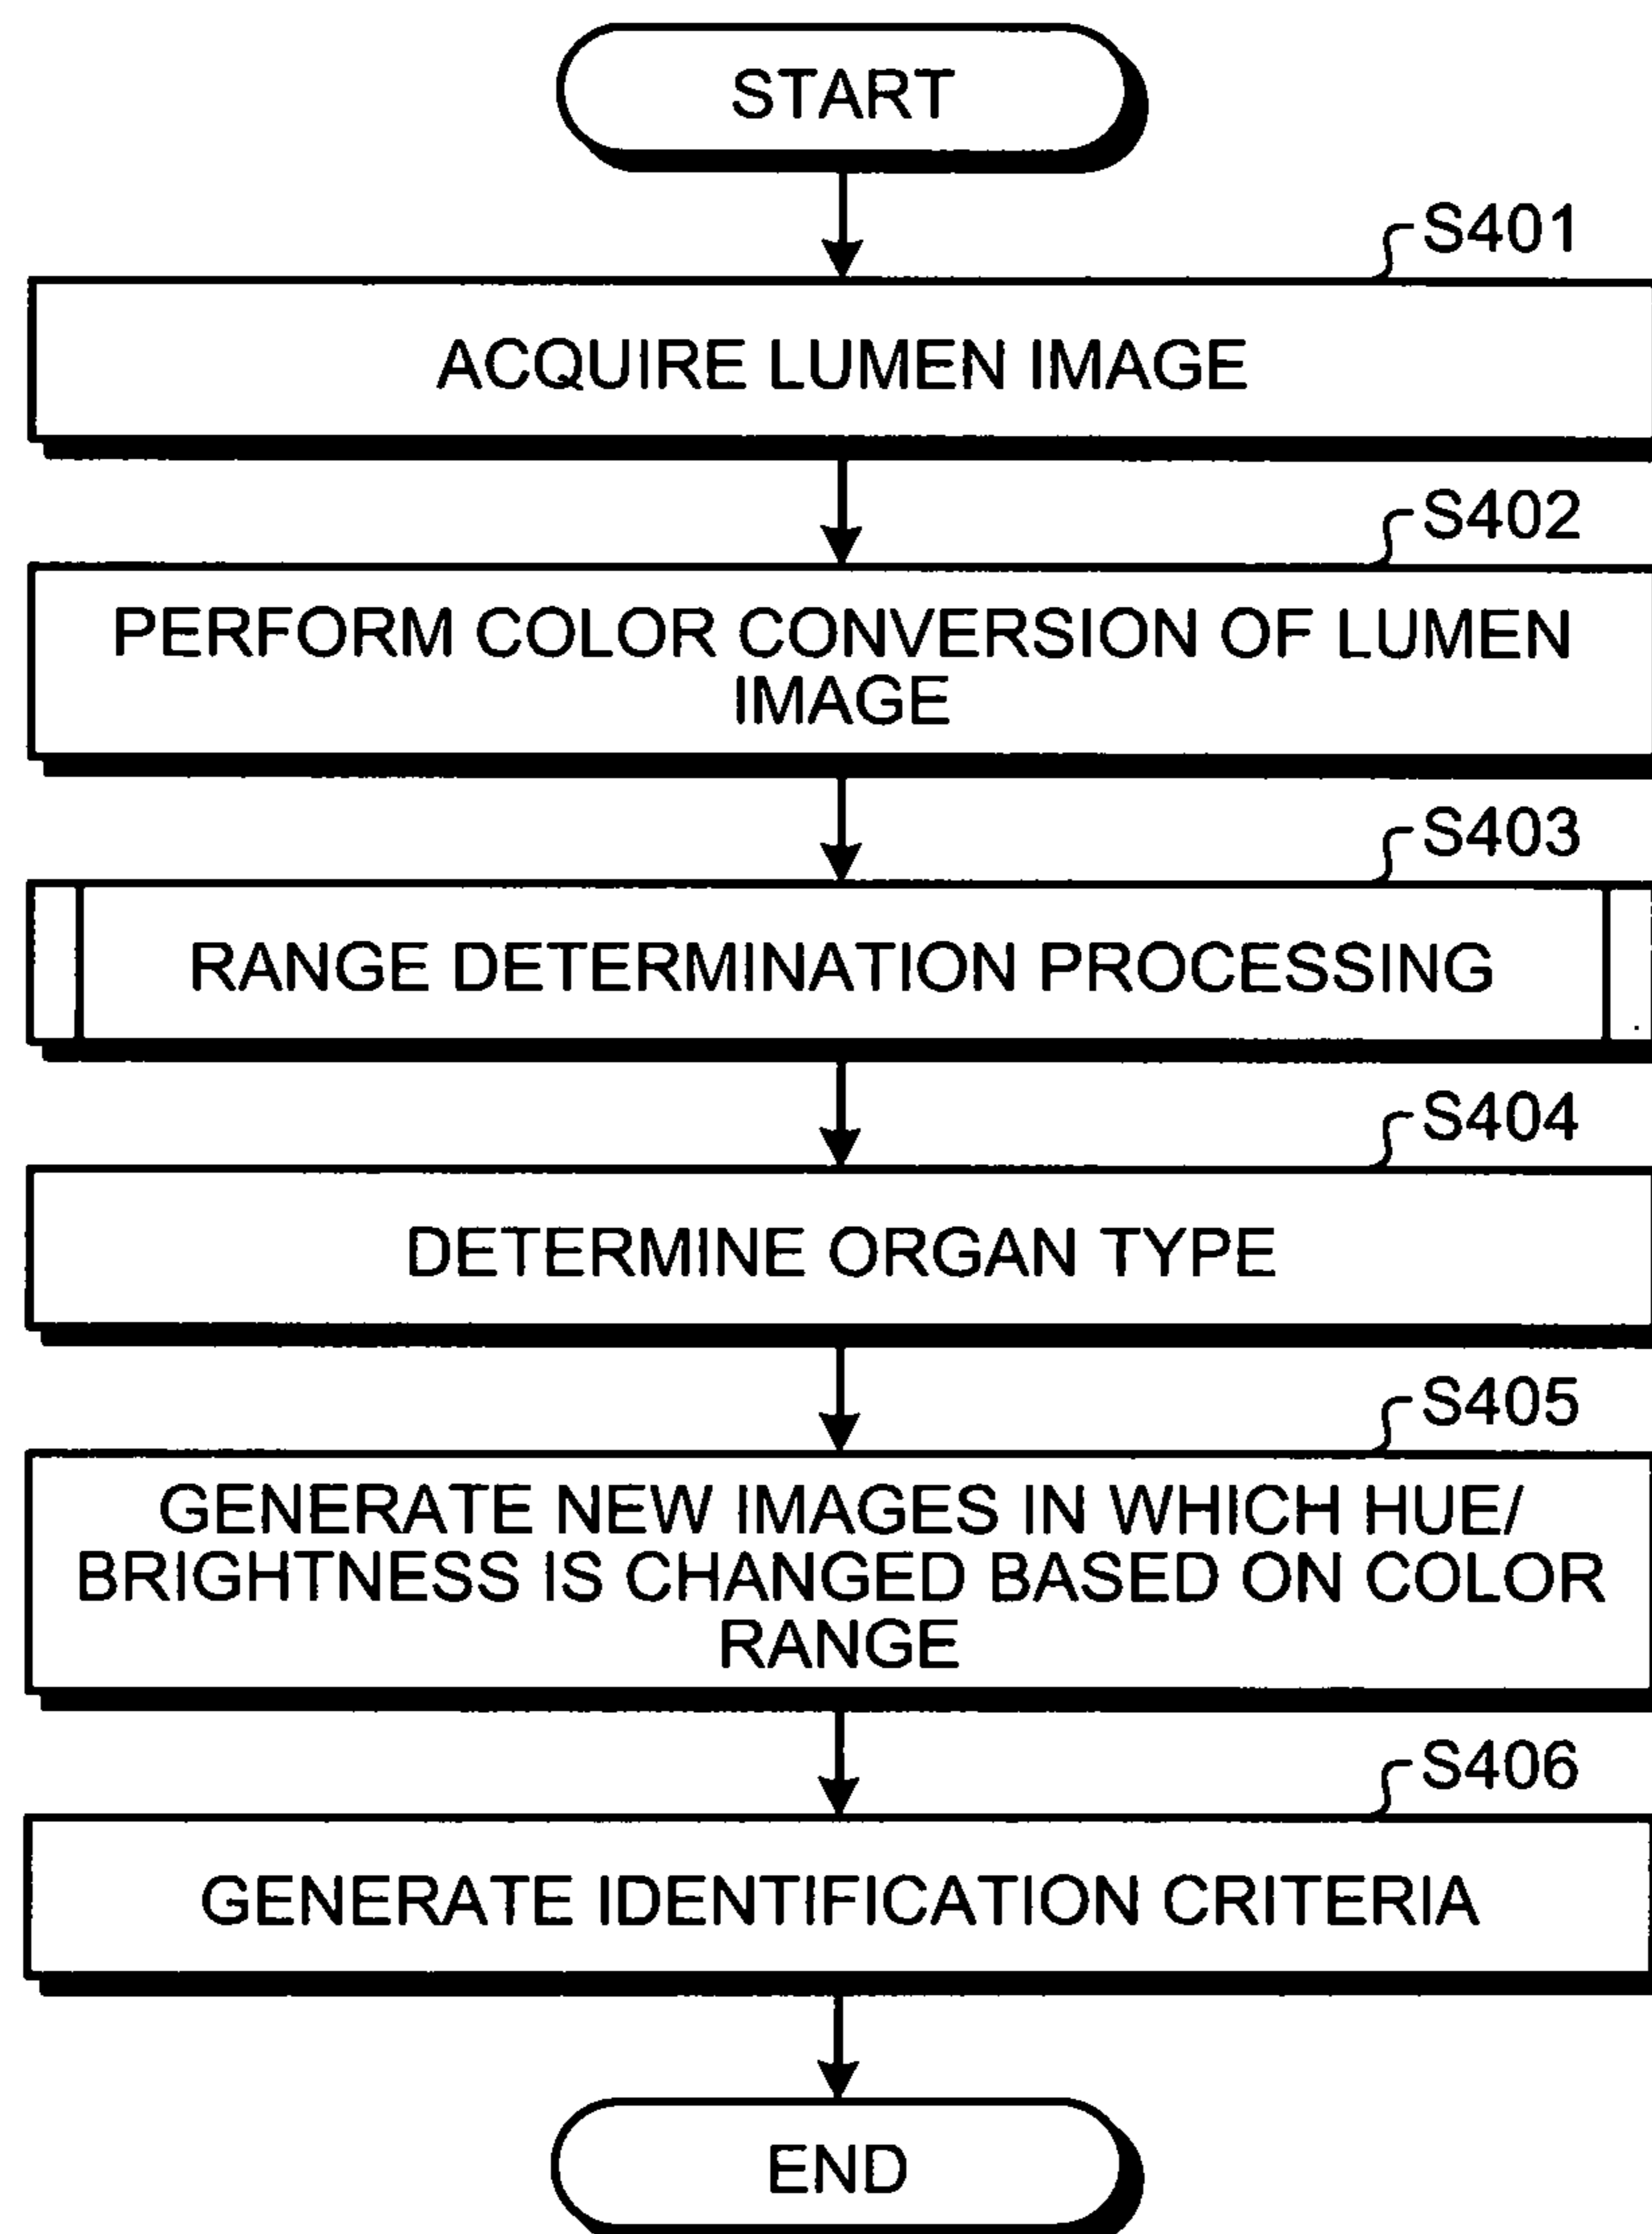 START
S401
ACQUIRE LUMEN IMAGE
S402
PERFORM COLOR CONVERSION OF LUMEN
IMAGE
S403
RANGE DETERMINATION PROCESSING
S404
DETERMINE ORGAN TYPE
S405
GENERATE NEW IMAGES IN WHICH HUE/
BRIGHTNESS IS CHANGED BASED ON COLOR
RANGE
S406
GENERATE IDENTIFICATION CRITERIA
END